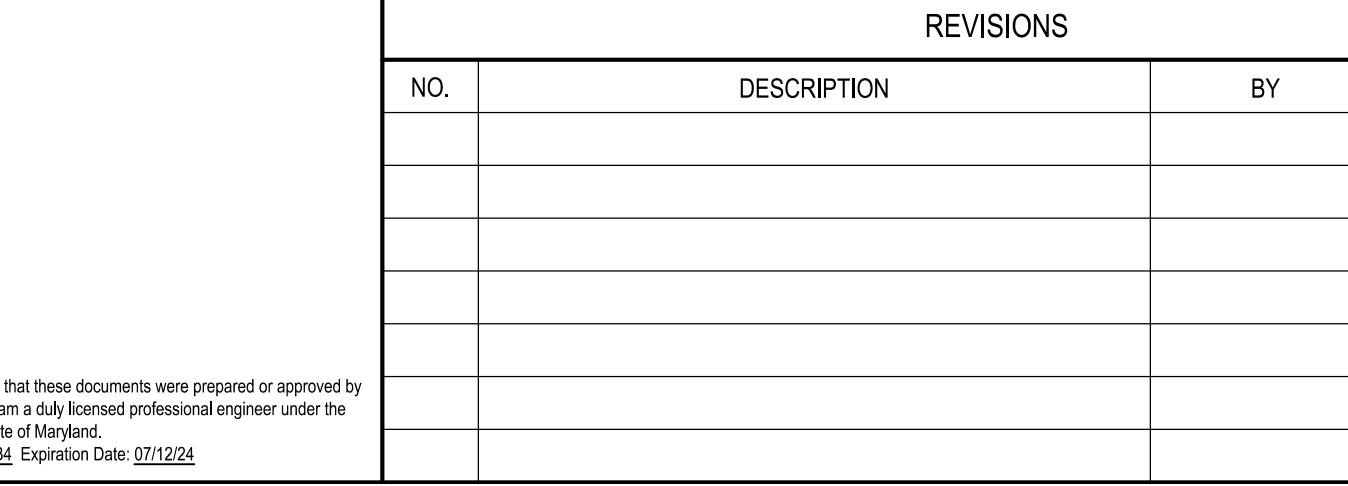 REVISIONS
NO. DESCRIPTION BY
that these documents were prepared or approved by
am a duly licensed professional engineer under the
te of Maryland.
34 Expiration Date: 07/12/24